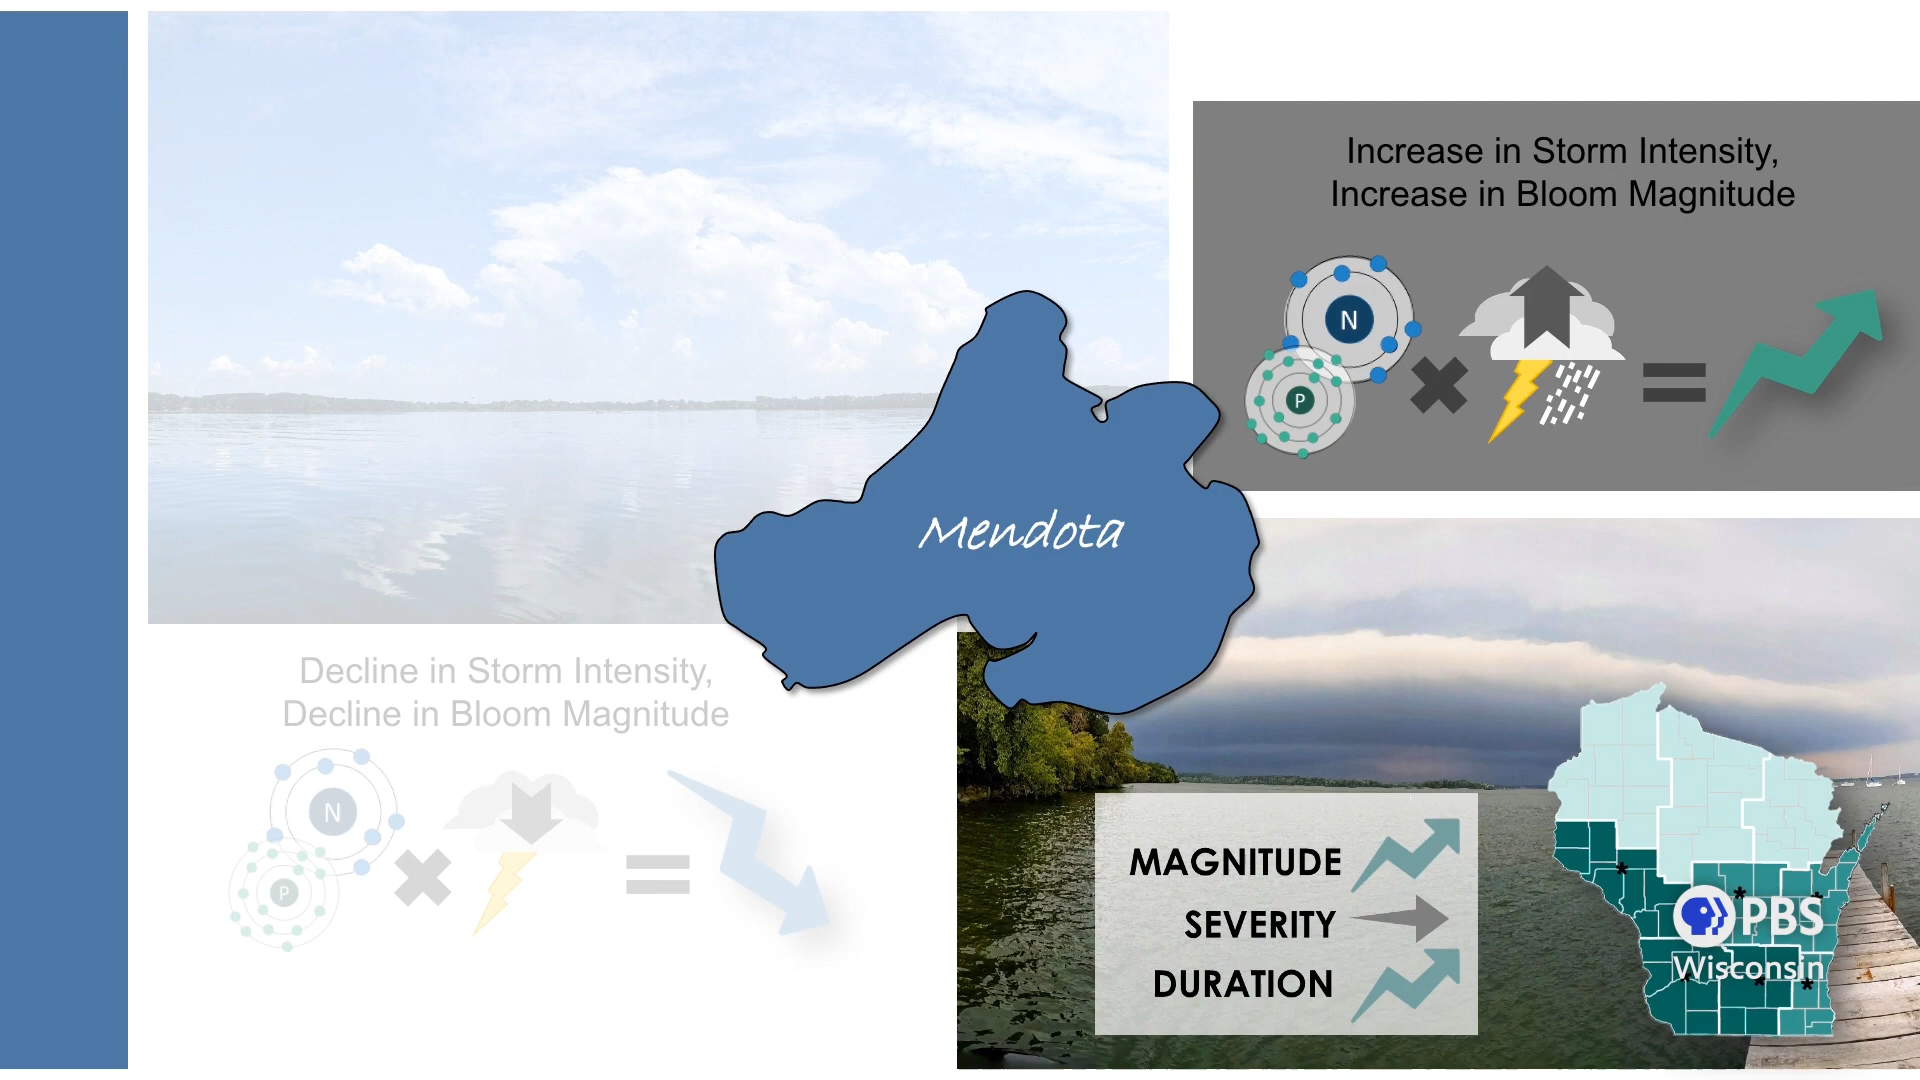 Increase in Storm Intensity,
Increase in Bloom Magnitude
N
P
Mendota
Decline in Storm Intensity,
Decline in Bloom Magnitude
N
P
MAGNITUDE
SEVERITY
DURATION
PBS
Wisconsin